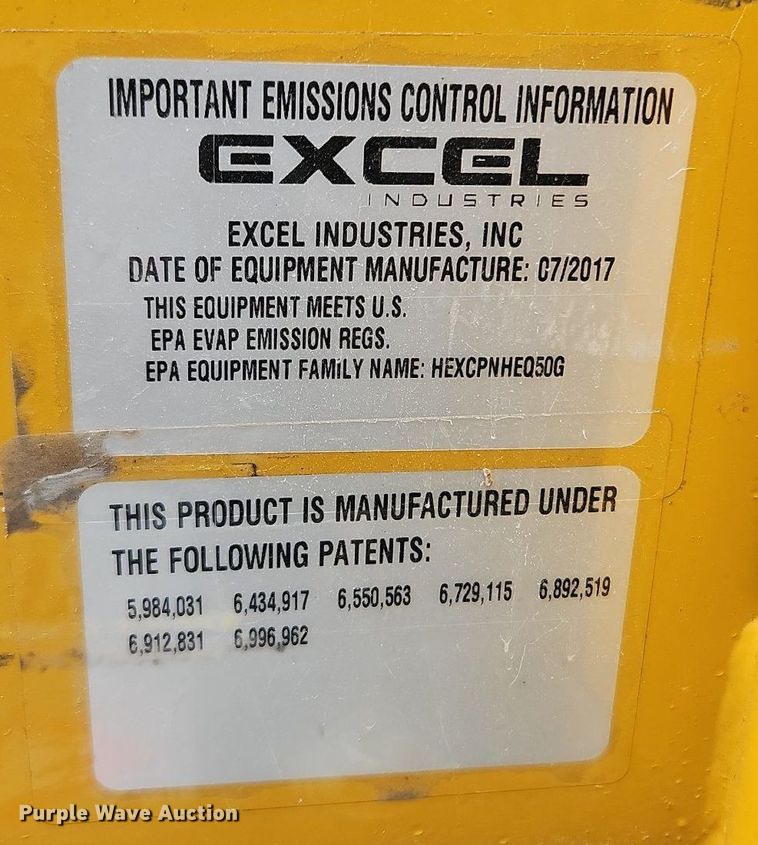 IMPORTANT EMISSIONS CONTROL INFORMATION
EXCEL
INDUSTRIES
EXCEL INDUSTRIES, INC
DATE OF EQUIPMENT MANUFACTURE: 07/2017
THIS EQUIPMENT MEETS U.S.
EPA EVAP EMISSION REGS.
EPA EQUIPMENT FAMILY NAME: HEXCPNHEQ50G
THIS PRODUCT IS MANUFACTURED UNDER
THE FOLLOWING PATENTS:
5,984,031 6,434,917 6,550,563 6,729,115 6,892,519
6,912,831 6,996,962
Purple Wave Auction